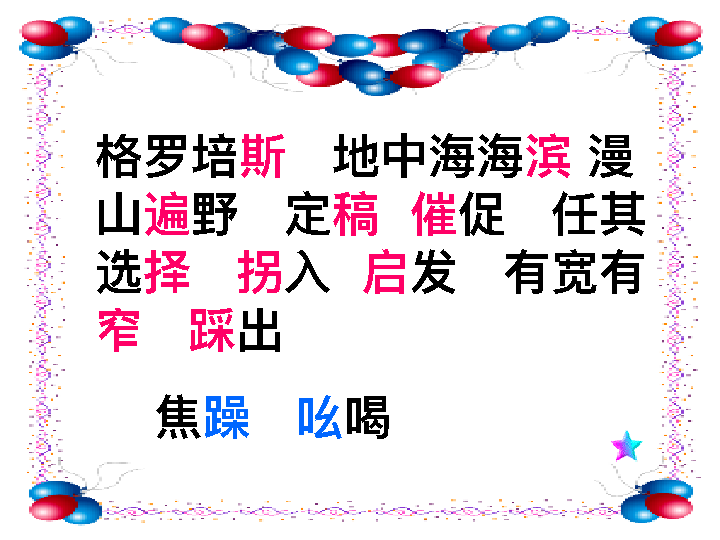 格罗培斯 地中海海滨 漫
山遍野 定稿 催促 任其
选择 拐入 启发 有宽有
窄 踩出
焦躁 吆喝